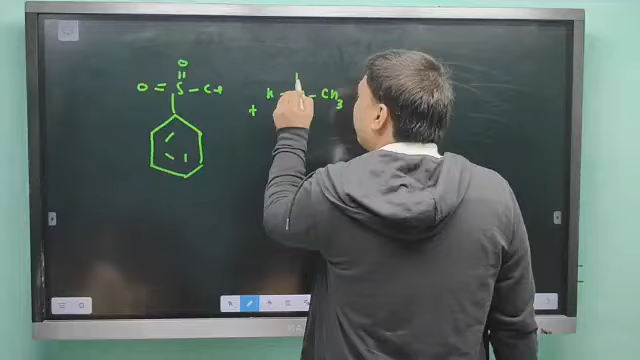 O
O = S – Cl
+ H – – CH3